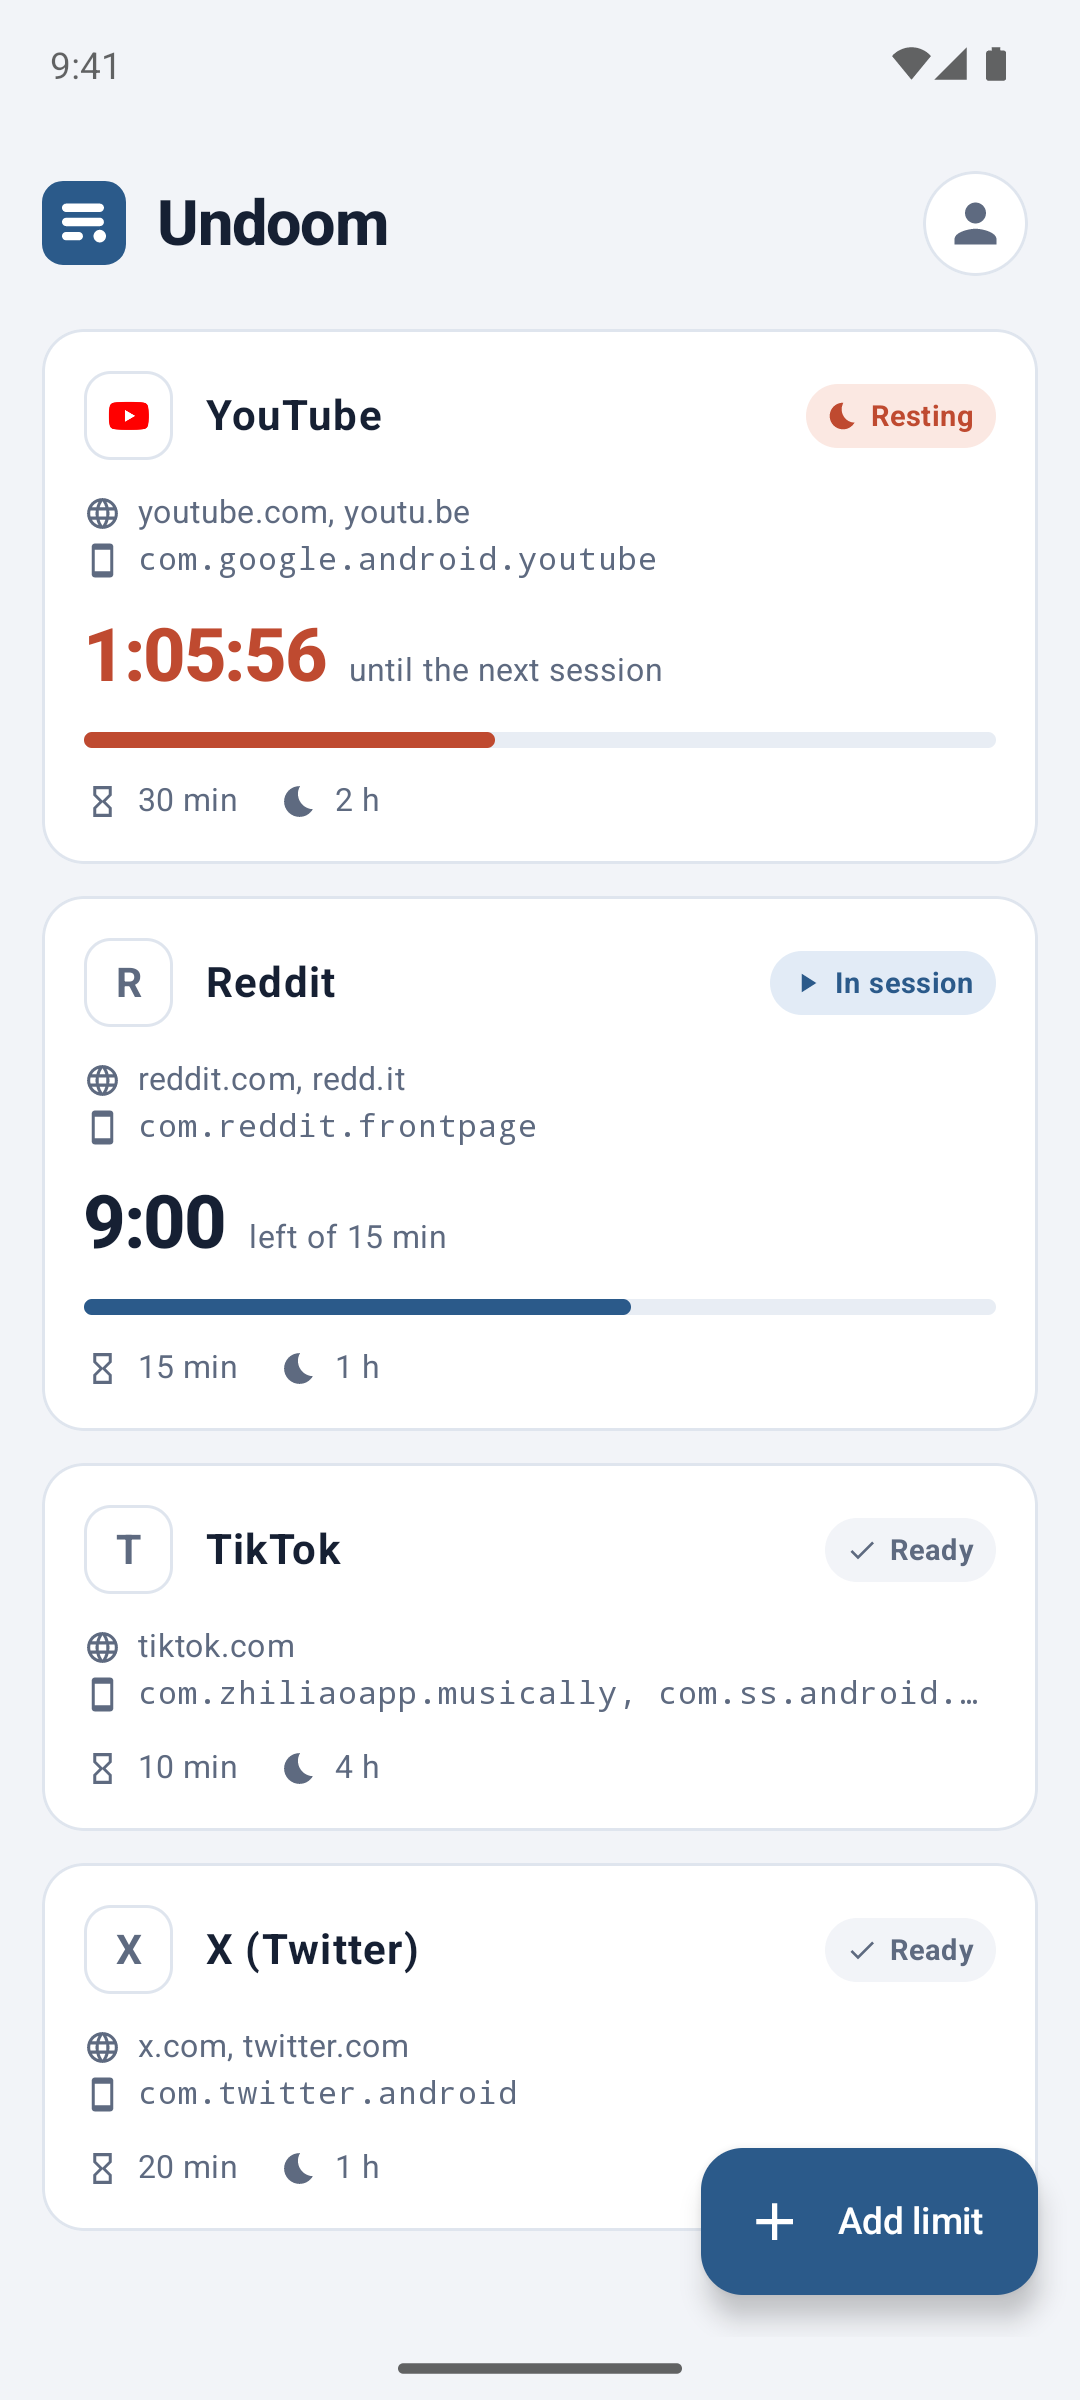 9:41
Undoom
YouTube
Resting
youtube.com, youtu.be
com.google.android.youtube
1:05:56 until the next session
30 min 2 h
R
Reddit
In session
reddit.com, redd.it
com.reddit.frontpage
9:00 left of 15 min
15 min 1 h
T
TikTok
Ready
tiktok.com
com.zhiliaoapp.musically, com.ss.android.…
10 min 4 h
X
X (Twitter)
Ready
x.com, twitter.com
com.twitter.android
20 min 1 h
Add limit